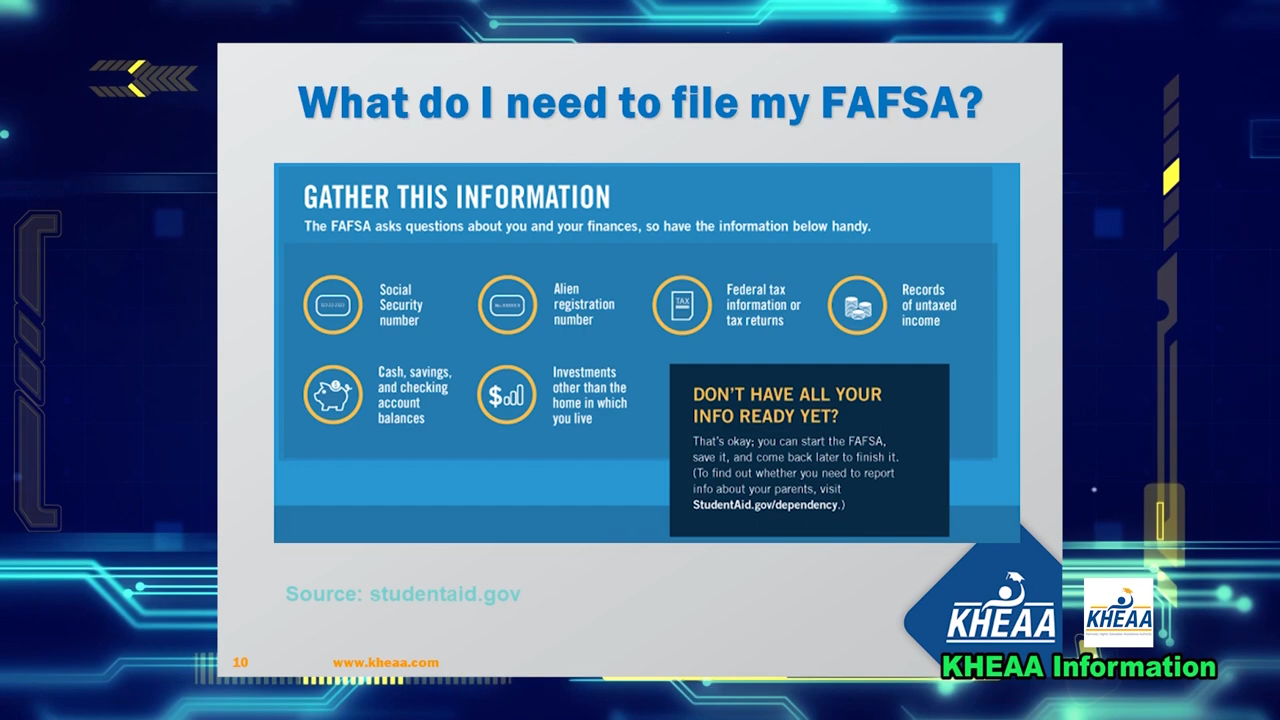 What do I need to file my FAFSA?
GATHER THIS INFORMATION
The FAFSA asks questions about you and your finances, so have the information below handy.
Social
Security
number
Alien
registration
number
TAX
Federal tax
information or
tax returns
Records
of untaxed
income
Cash, savings,
and checking
account
balances
$
Investments
other than the
home in which
you live
DON'T HAVE ALL YOUR
INFO READY YET?
That's okay; you can start the FAFSA,
save it, and come back later to finish it.
(To find out whether you need to report
info about your parents, visit
StudentAid.gov/dependency.)
Source: studentaid.gov
KHEAA
KHEAA
10
www.kheaa.com
KHEAA Information